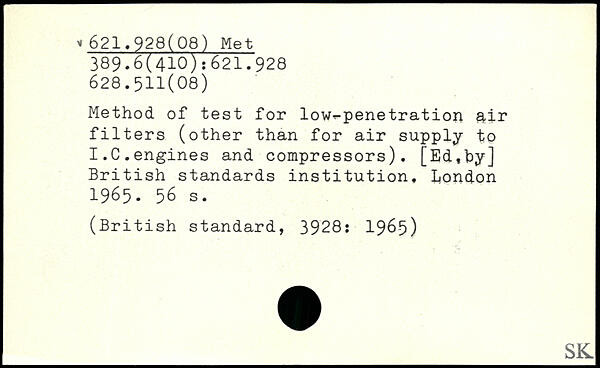 v 621.928(08) Met
389.6(410):621.928
628.511(08)
Method of test for low-penetration air
filters (other than for air supply to
I.C.engines and compressors). [Ed.by]
British standards institution. London
1965. 56 s.
(British standard, 3928: 1965)
SK